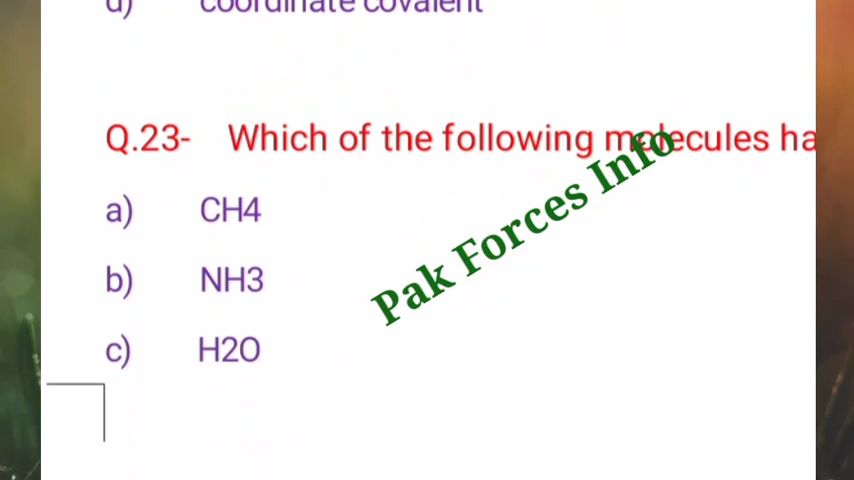 d) coordinate covalent
Q.23- Which of the following molecules ha
a) CH4
b) NH3
c) H2O
Pak Forces Info